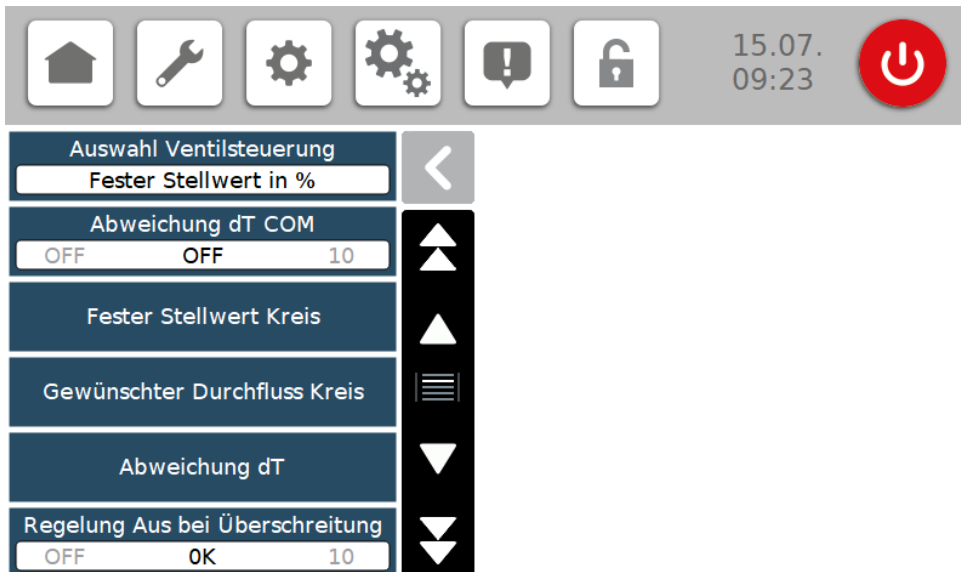 15.07.
09:23
Auswahl Ventilsteuerung
Fester Stellwert in %
Abweichung dT COM
OFF OFF 10
Fester Stellwert Kreis
Gewünschter Durchfluss Kreis
Abweichung dT
Regelung Aus bei Überschreitung
OFF 0K 10